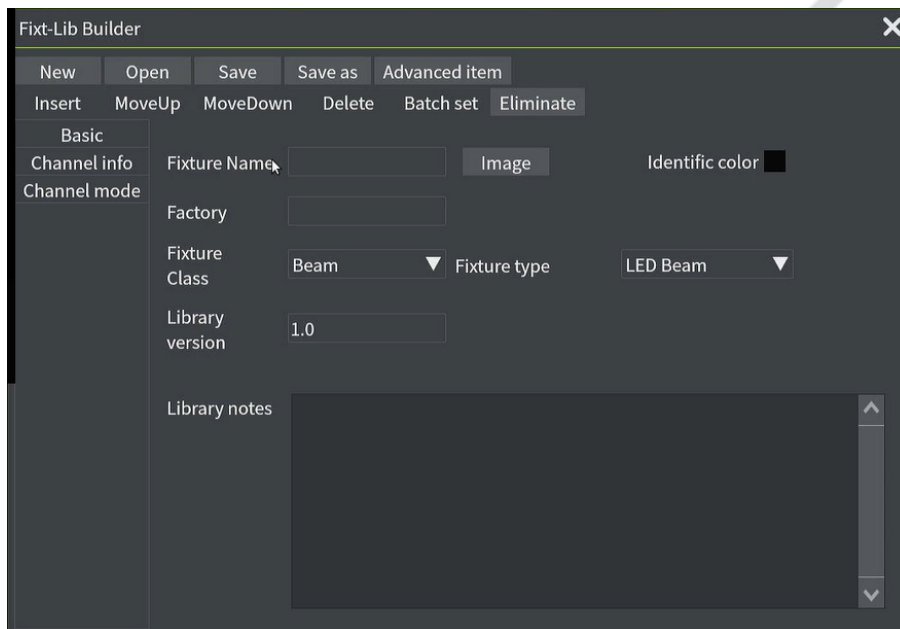 Fixt-Lib Builder
New Open Save Save as Advanced item
Insert MoveUp MoveDown Delete Batch set Eliminate
Basic
Channel info
Channel mode
Fixture Name Image Identific color
Factory
Fixture
Class
Beam Fixture type LED Beam
Library
version
1.0
Library notes